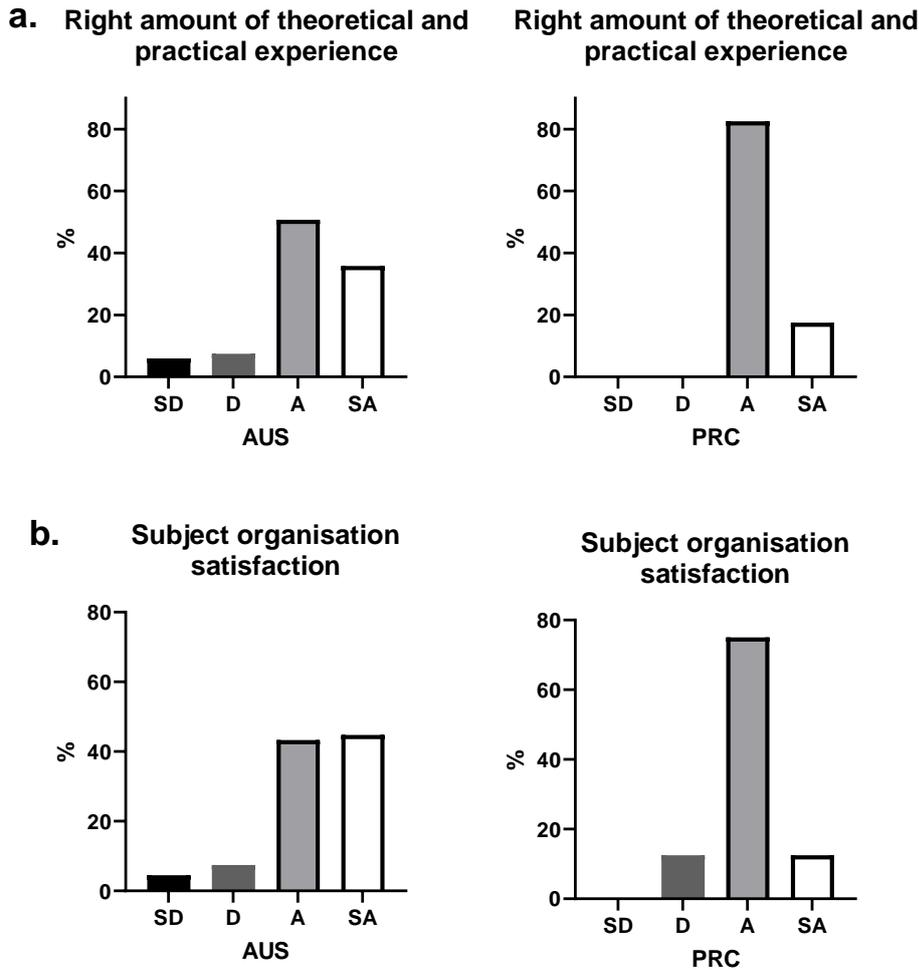 a.
Right amount of theoretical and
practical experience
%
80
60
40
20
0
SD D A SA
AUS
Right amount of theoretical and
practical experience
%
80
60
40
20
0
SD D A SA
PRC
b.
Subject organisation
satisfaction
%
80
60
40
20
0
SD D A SA
AUS
Subject organisation
satisfaction
%
80
60
40
20
0
SD D A SA
PRC